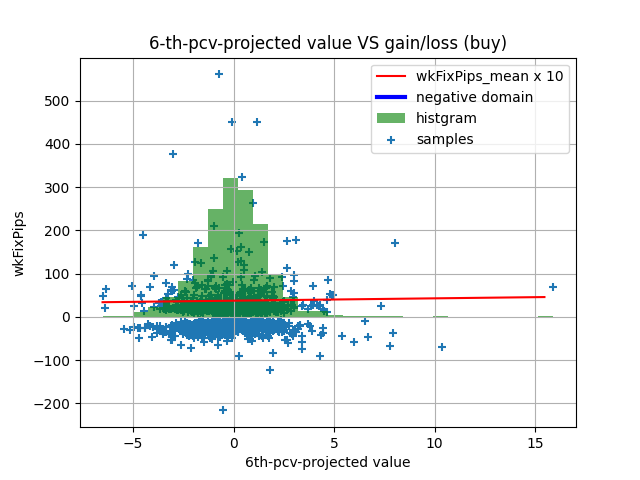 6-th-pcv-projected value VS gain/loss (buy)
wkFixPips_mean x 10
negative domain
histgram
samples
500
400
300
200
100
0
−100
−200
wkFixPips
−5 0 5 10 15
6th-pcv-projected value